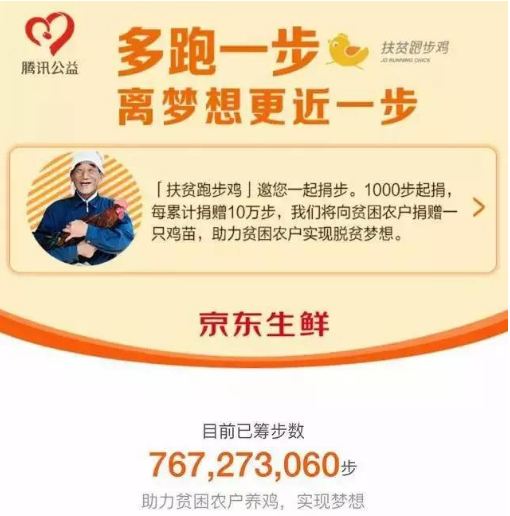 腾讯公益
多跑一步
扶贫跑步鸡
JD RUNNING CHICK
离梦想更近一步
「扶贫跑步鸡」邀您一起捐步。1000步起捐，
每累计捐赠10万步，我们将向贫困农户捐赠一
只鸡苗，助力贫困农户实现脱贫梦想。
京东生鲜
目前已筹步数
767,273,060步
助力贫困农户养鸡，实现梦想